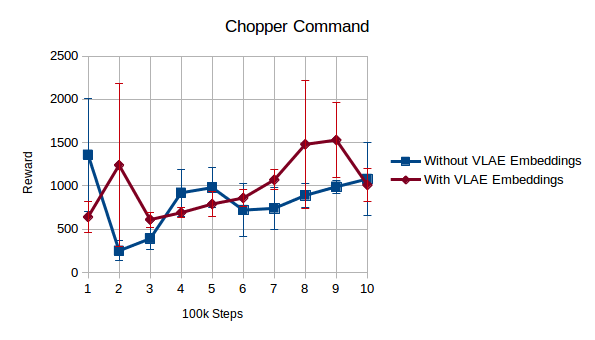 Chopper Command
2500
2000
1500
1000
500
0
Reward
1 2 3 4 5 6 7 8 9 10
100k Steps
Without VLAE Embeddings
With VLAE Embeddings